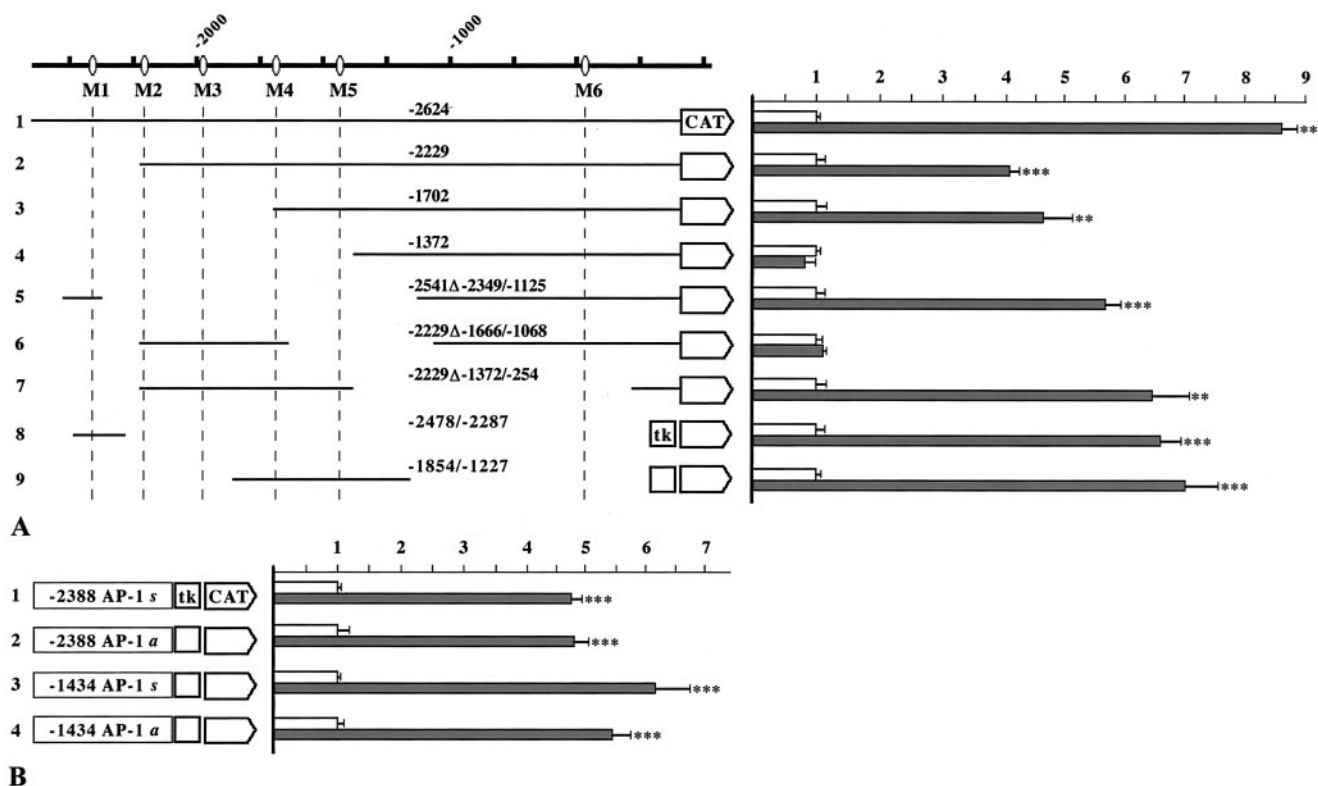 -2000 -1000
M1 M2 M3 M4 M5 M6
1 2 3 4 5 6 7 8 9
1 -2624 CAT **
2 -2229 ***
3 -1702 **
4 -1372
5 -2541Δ-2349/-1125 ***
6 -2229Δ-1666/-1068
7 -2229Δ-1372/-254 **
8 -2478/-2287 tk ***
9 -1854/-1227 ***
A
1 2 3 4 5 6 7
1 -2388 AP-1 s tk CAT ***
2 -2388 AP-1 a ***
3 -1434 AP-1 s ***
4 -1434 AP-1 a ***
B